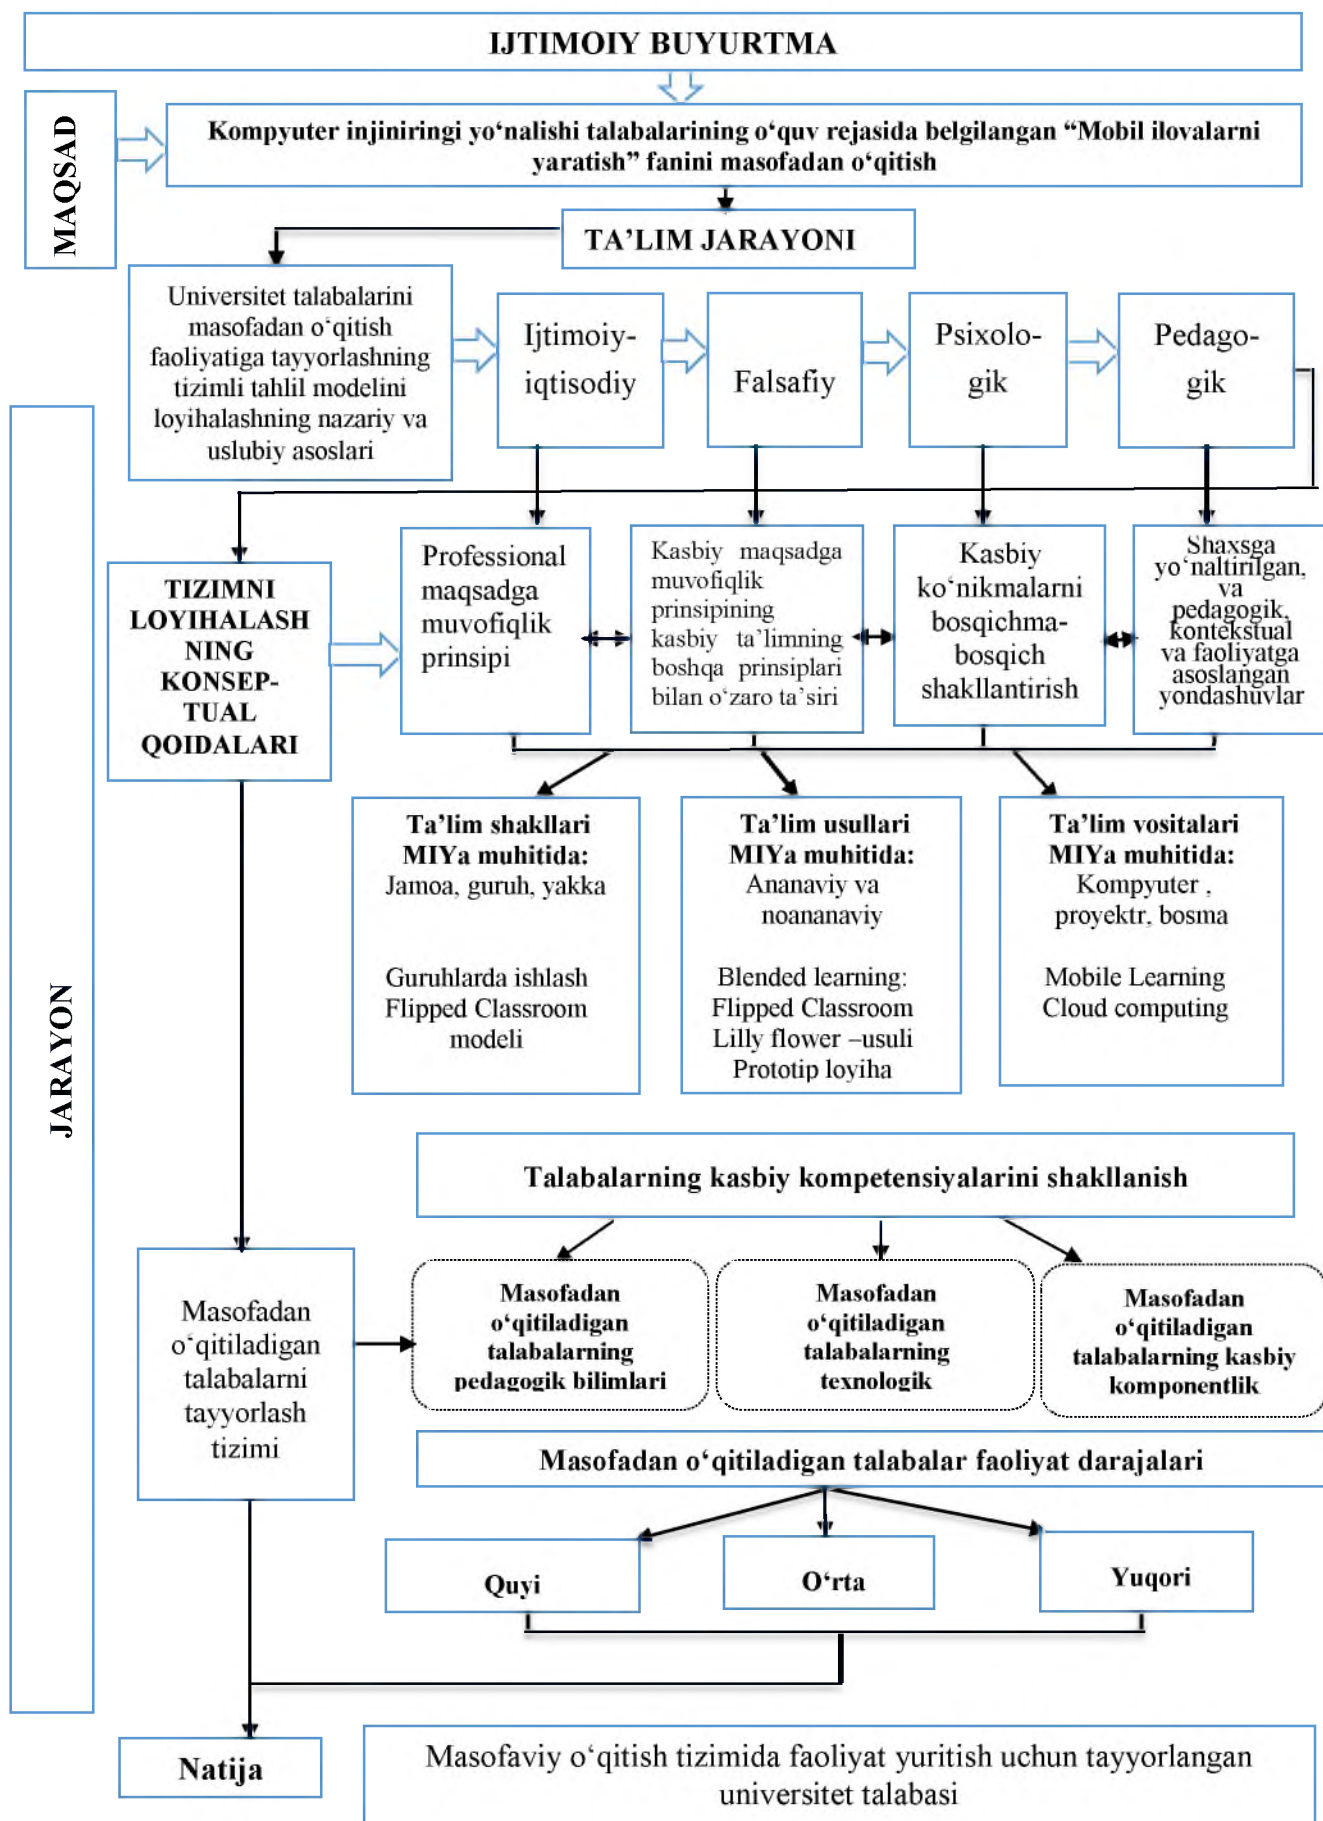 IJTIMOIY BUYURTMA
MAQSAD
Kompyuter injiniringi yo‘nalishi talabalarining o‘quv rejasida belgilangan “Mobil ilovalarni
yaratish” fanini masofadan o‘qitish
TA’LIM JARAYONI
Universitet talabalarini
masofadan o‘qitish
faoliyatiga tayyorlashning
tizimli tahlil modelini
loyihalashning nazariy va
uslubiy asoslari
Ijtimoiy-
iqtisodiy
Falsafiy
Psixolo-
gik
Pedago-
gik
JARAYON
TIZIMNI
LOYIHALASH
NING
KONSEP-
TUAL
QOIDALARI
Professional
maqsadga
muvofiqlik
prinsipi
Kasbiy maqsadga
muvofiqlik
prinsipining
kasbiy ta’limning
boshqa prinsiplari
bilan o‘zaro ta’siri
Kasbiy
ko‘nikmalarni
bosqichma-
bosqich
shakllantirish
Shaxsga
yo‘naltirilgan,
va
pedagogik,
kontekstual
va faoliyatga
asoslangan
yondashuvlar
Ta’lim shakllari
MIYa muhitida:
Jamoa, guruh, yakka
Guruhlarda ishlash
Flipped Classroom
modeli
Ta’lim usullari
MIYa muhitida:
Ananaviy va
noananaviy
Blended learning:
Flipped Classroom
Lilly flower –usuli
Prototip loyiha
Ta’lim vositalari
MIYa muhitida:
Kompyuter ,
proyektr, bosma
Mobile Learning
Cloud computing
Talabalarning kasbiy kompetensiyalarini shakllanish
Masofadan
o‘qitiladigan
talabalarni
tayyorlash
tizimi
Masofadan
o‘qitiladigan
talabalarning
pedagogik bilimlari
Masofadan
o‘qitiladigan
talabalarning
texnologik
Masofadan
o‘qitiladigan
talabalarning kasbiy
komponentlik
Masofadan o‘qitiladigan talabalar faoliyat darajalari
Quyi
O‘rta
Yuqori
Natija
Masofaviy o‘qitish tizimida faoliyat yuritish uchun tayyorlangan
universitet talabasi